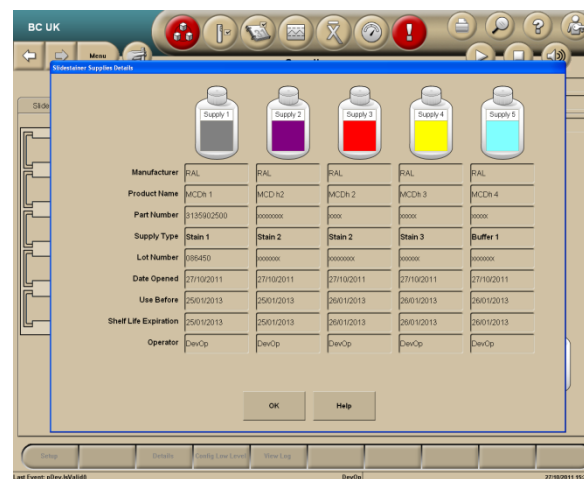 BC UK
Menu
Slidestainer Supplies Details
Slide
Supply 1 Supply 2 Supply 3 Supply 4 Supply 5
Manufacturer RAL RAL RAL RAL RAL
Product Name MCDh 1 MCD h2 MCDh 2 MCDh 3 MCDh 4
Part Number 3135902500 xxxxxxxx xxxx xxxxx xxxxx
Supply Type Stain 1 Stain 2 Stain 2 Stain 3 Buffer 1
Lot Number 086450
Date Opened 27/10/2011 27/10/2011 27/10/2011 27/10/2011 27/10/2011
Use Before 25/01/2013 25/01/2013 26/01/2013 26/01/2013 26/01/2013
Shelf Life Expiration 25/01/2013 25/01/2013 26/01/2013 26/01/2013 26/01/2013
Operator DevOp DevOp DevOp DevOp DevOp
OK Help
Setup Details Config Low Level View Log
Last Event: DevOp